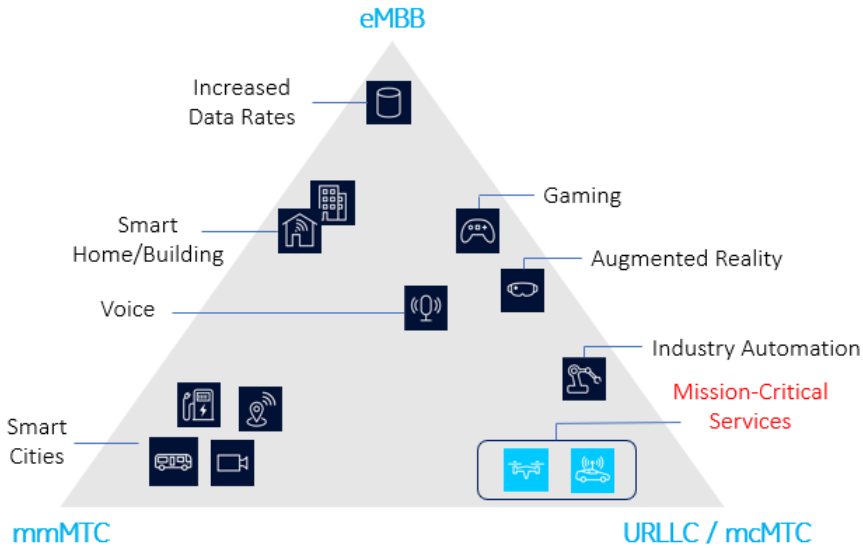 eMBB
Increased
Data Rates
Gaming
Smart
Home/Building
Augmented Reality
Voice
Industry Automation
Mission-Critical
Services
Smart
Cities
mmMTC
URLLC / mcMTC